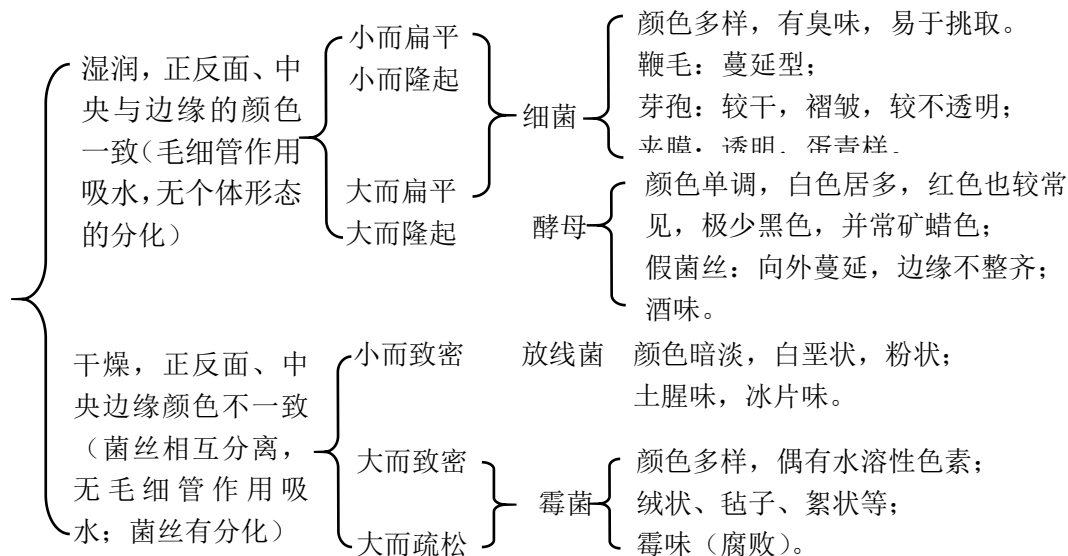 湿润，正反面、中
央与边缘的颜色
一致（毛细管作用
吸水，无个体形态
的分化）
小而扁平
小而隆起
大而扁平
大而隆起
细菌
颜色多样，有臭味，易于挑取。
鞭毛：蔓延型；
芽孢：较干，褶皱，较不透明；
夹膜：透明，蛋青样。
酵母
颜色单调，白色居多，红色也较常
见，极少黑色，并常矿蜡色；
假菌丝：向外蔓延，边缘不整齐；
酒味。
干燥，正反面、中
央边缘颜色不一致
（菌丝相互分离，
无毛细管作用吸
水；菌丝有分化）
小而致密
放线菌
颜色暗淡，白垩状，粉状；
土腥味，冰片味。
大而致密
大而疏松
霉菌
颜色多样，偶有水溶性色素；
绒状、毡子、絮状等；
霉味（腐败）。